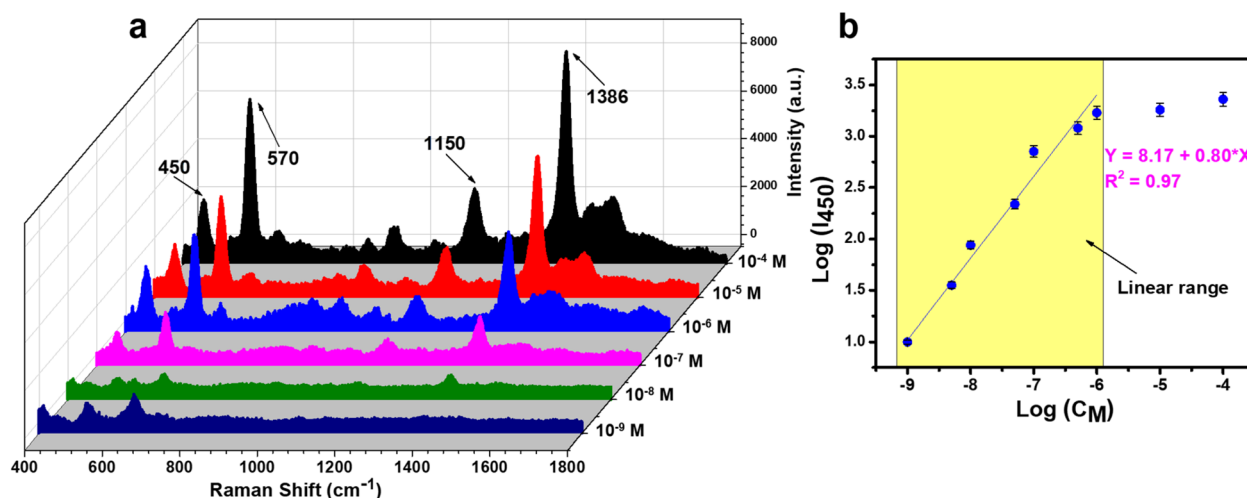 a
8000
6000
4000
2000
0
Intensity (a.u.)
450
570
1150
1386
10⁻⁴ M
10⁻⁵ M
10⁻⁶ M
10⁻⁷ M
10⁻⁸ M
10⁻⁹ M
400 600 800 1000 1200 1400 1600 1800
Raman Shift (cm⁻¹)
b
3.5
3.0
2.5
2.0
1.5
1.0
Log (I₄₅₀)
Y = 8.17 + 0.80*X
R² = 0.97
Linear range
-9 -8 -7 -6 -5 -4
Log (C_M)